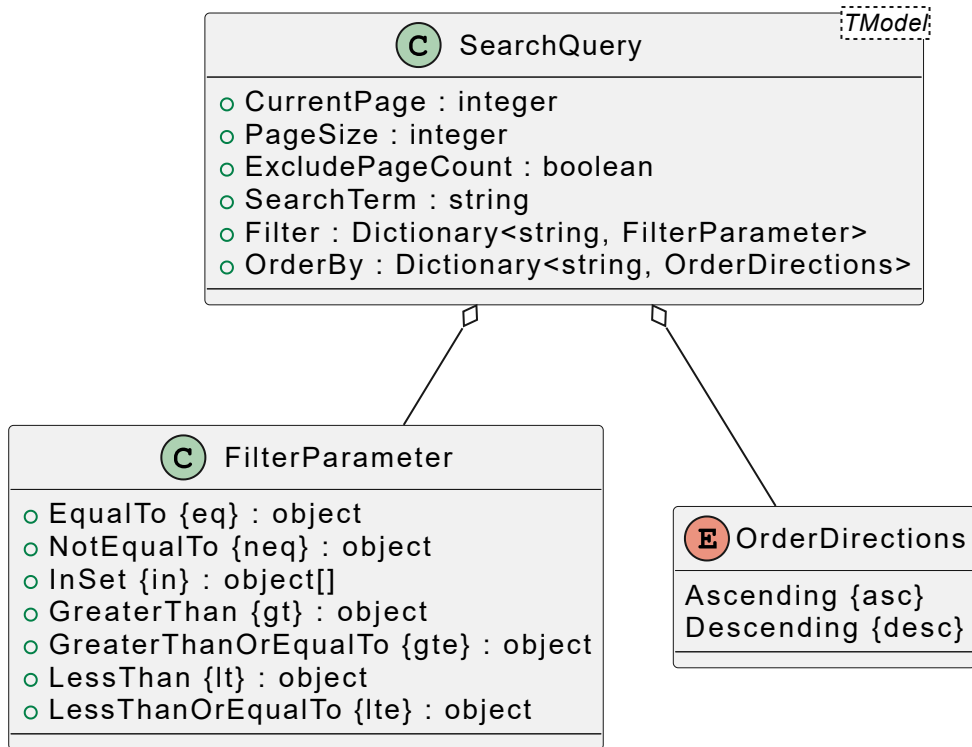 TModel
C SearchQuery
CurrentPage : integer
PageSize : integer
ExcludePageCount : boolean
SearchTerm : string
Filter : Dictionary<string, FilterParameter>
OrderBy : Dictionary<string, OrderDirections>
C FilterParameter
EqualTo {eq} : object
NotEqualTo {neq} : object
InSet {in} : object[]
GreaterThan {gt} : object
GreaterThanOrEqualTo {gte} : object
LessThan {lt} : object
LessThanOrEqualTo {lte} : object
E OrderDirections
Ascending {asc}
Descending {desc}